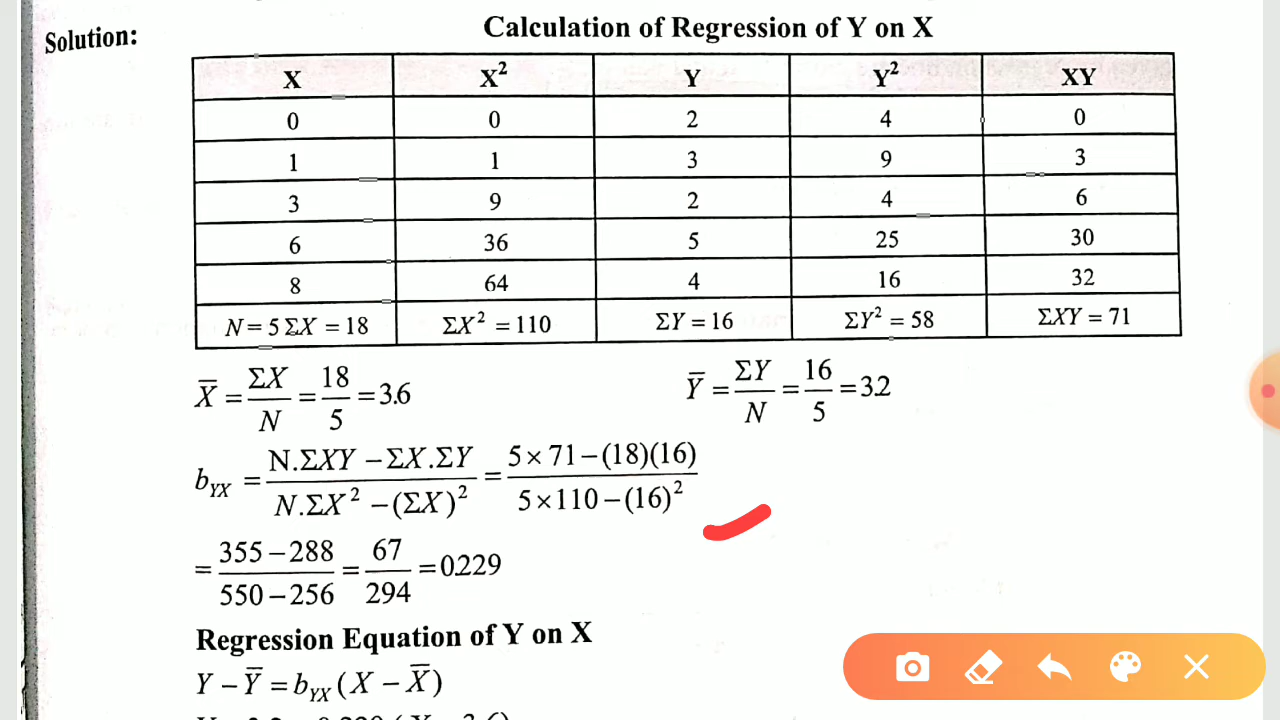 Solution:
Calculation of Regression of Y on X
X X² Y Y² XY
0 0 2 4 0
1 1 3 9 3
3 9 2 4 6
6 36 5 25 30
8 64 4 16 32
N = 5 ΣX = 18 ΣX² = 110 ΣY = 16 ΣY² = 58 ΣXY = 71
X̅ = ΣX/N = 18/5 = 3.6 Y̅ = ΣY/N = 16/5 = 3.2
b_YX = N.ΣXY − ΣX.ΣY / N.ΣX² − (ΣX)² = 5 × 71 − (18)(16) / 5 × 110 − (16)²
= 355 − 288 / 550 − 256 = 67/294 = 0.229
Regression Equation of Y on X
Y − Y̅ = b_YX (X − X̅)